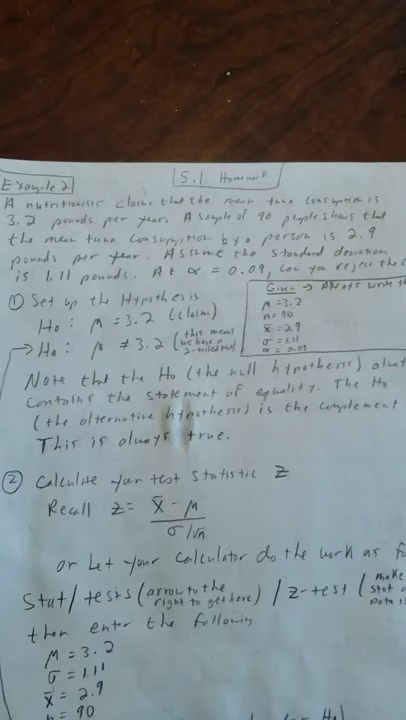 Example 2
5.1 Homework
A nutritionists claims that the mean tuna consumption is
3.2 pounds per year. A sample of 90 people shows that
the mean tuna consumption by a person is 2.9
pounds per year. Assume the standard deviation
is 1.11 pounds. At α = 0.09, can you reject the
① Set up the Hypothesis
Ho: μ = 3.2 (claim)
Ha: μ ≠ 3.2 (this means we have a 2-tailed test)
Given → Always write th
μ = 3.2
n = 90
x̄ = 2.9
σ = 1.11
α = 0.09
Note that the Ho (the null hypothesis) alwa
contains the statement of equality. The Ha
(the alternative hypothesis) is the complement
This is always true.
② Calculate your test statistic Z
Recall Z = x̄ - μ / σ/√n
or Let your calculator do the work as fo
Stat/tests (arrow to the right to get here) / Z-test (make
then enter the following
μ = 3.2
σ = 1.11
x̄ = 2.9
n = 90